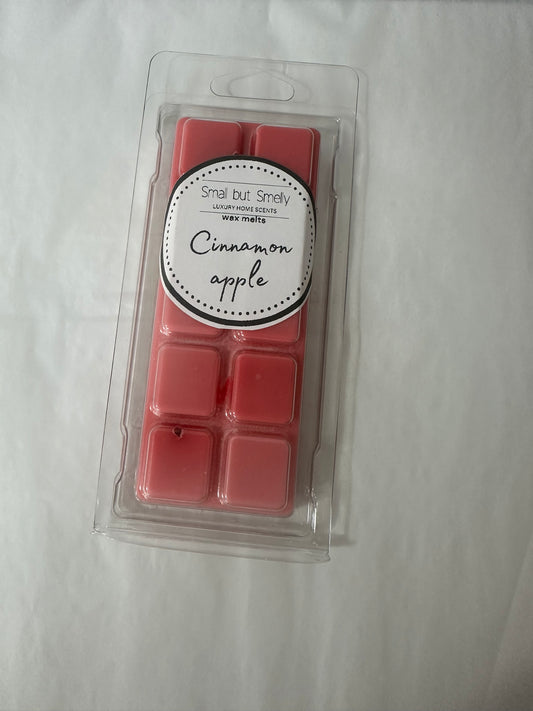 Small but Smelly
LUXURY HOME SCENTS
wax melts
Cinnamon
apple